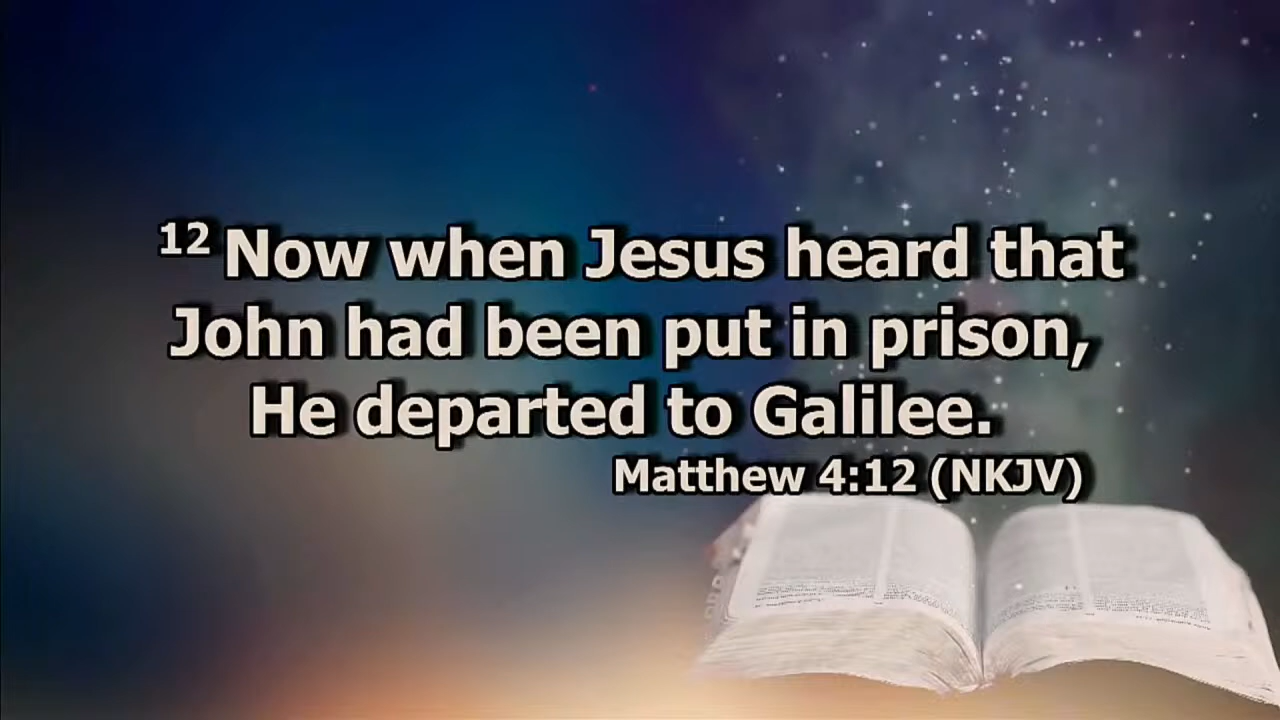 12 Now when Jesus heard that
John had been put in prison,
He departed to Galilee.
Matthew 4:12 (NKJV)